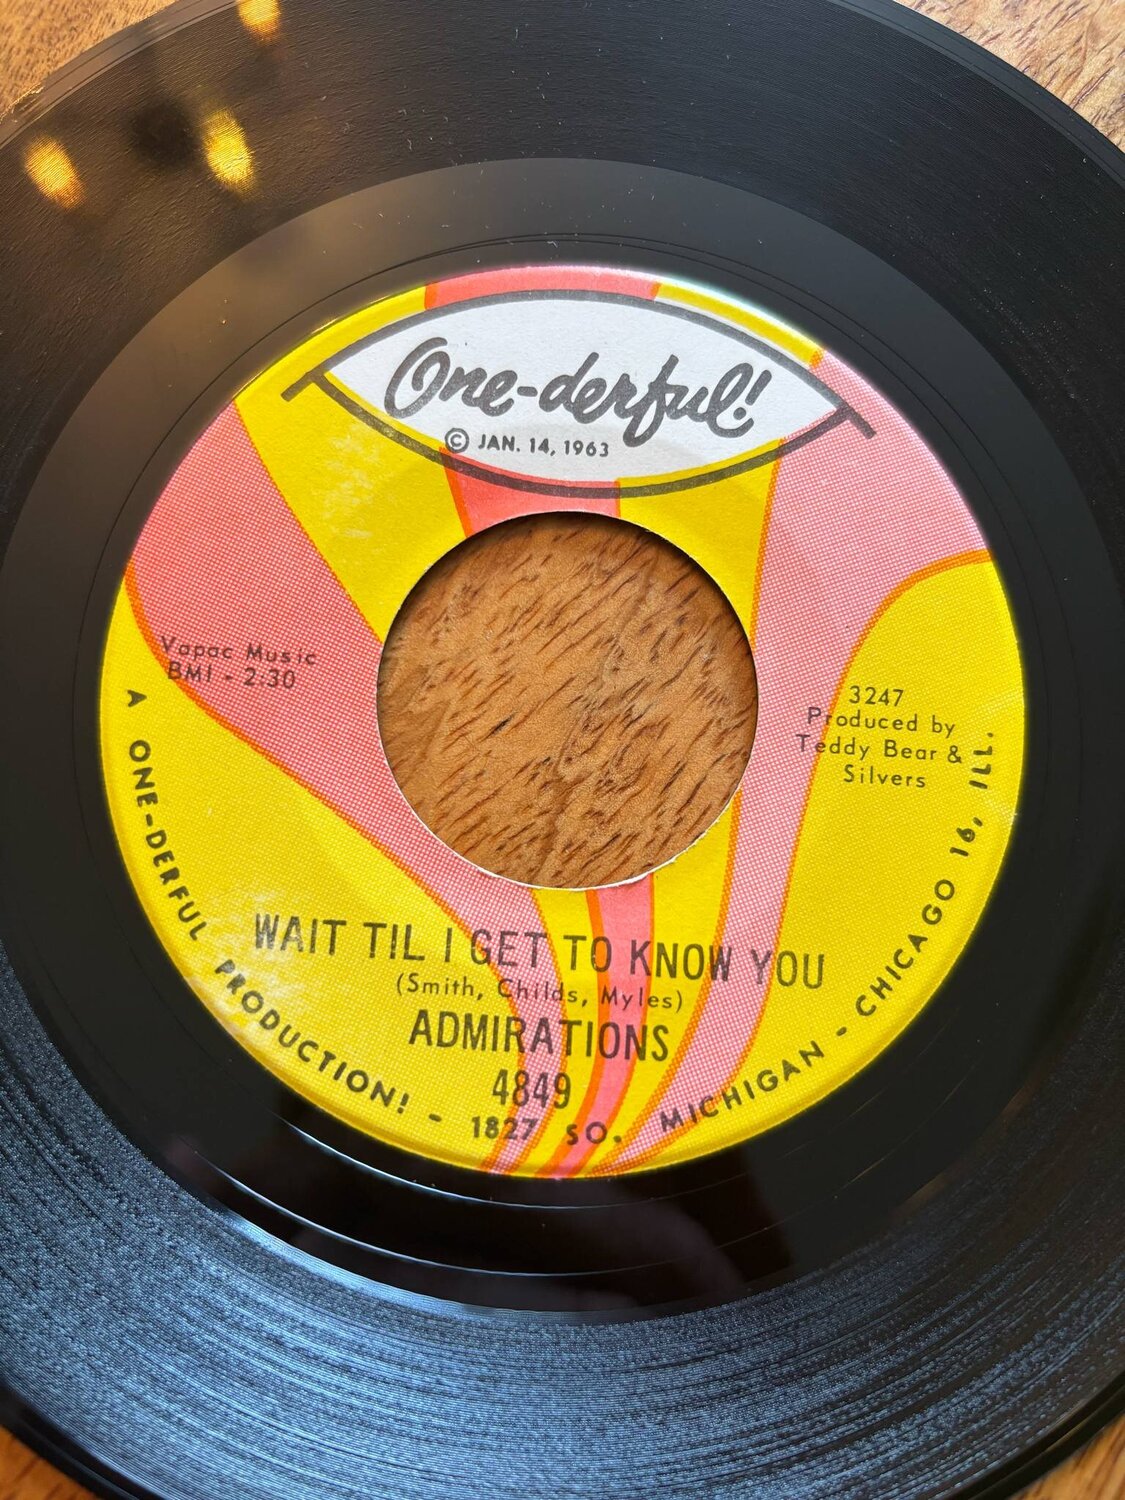 One-derful!
© JAN. 14, 1963
Vapac Music
BMI - 2:30
3247
Produced by
Teddy Bear &
Silvers
WAIT TIL I GET TO KNOW YOU
(Smith, Childs, Myles)
ADMIRATIONS
4849
A ONE-DERFUL PRODUCTION! - 1827 SO. MICHIGAN - CHICAGO 16, ILL.